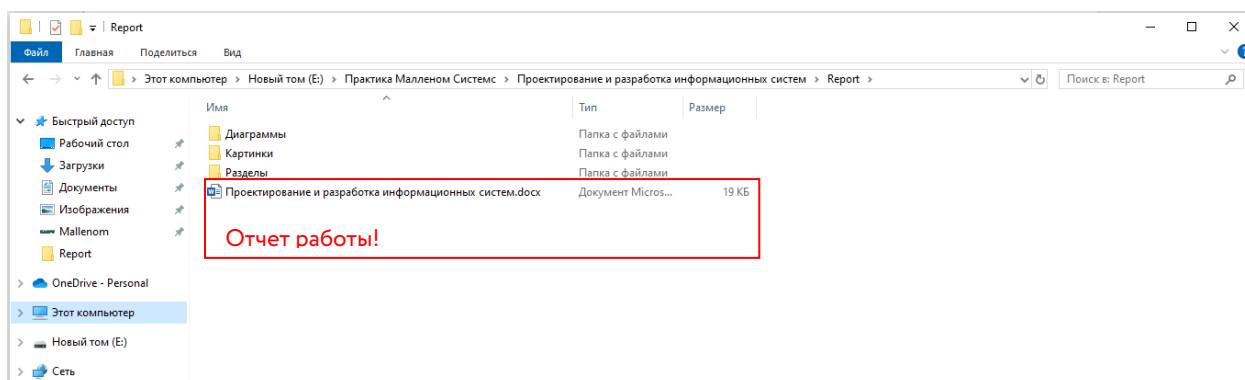 Report
Файл Главная Поделиться Вид
Этот компьютер > Новый том (E:) > Практика Малленом Системс > Проектирование и разработка информационных систем > Report >
Поиск в: Report
Имя Тип Размер
Быстрый доступ
Рабочий стол
Загрузки
Документы
Изображения
Mallenom
Report
OneDrive - Personal
Этот компьютер
Новый том (E:)
Сеть
Диаграммы Папка с файлами
Картинки Папка с файлами
Разделы Папка с файлами
Проектирование и разработка информационных систем.docx Документ Micros... 19 КБ
Отчет работы!